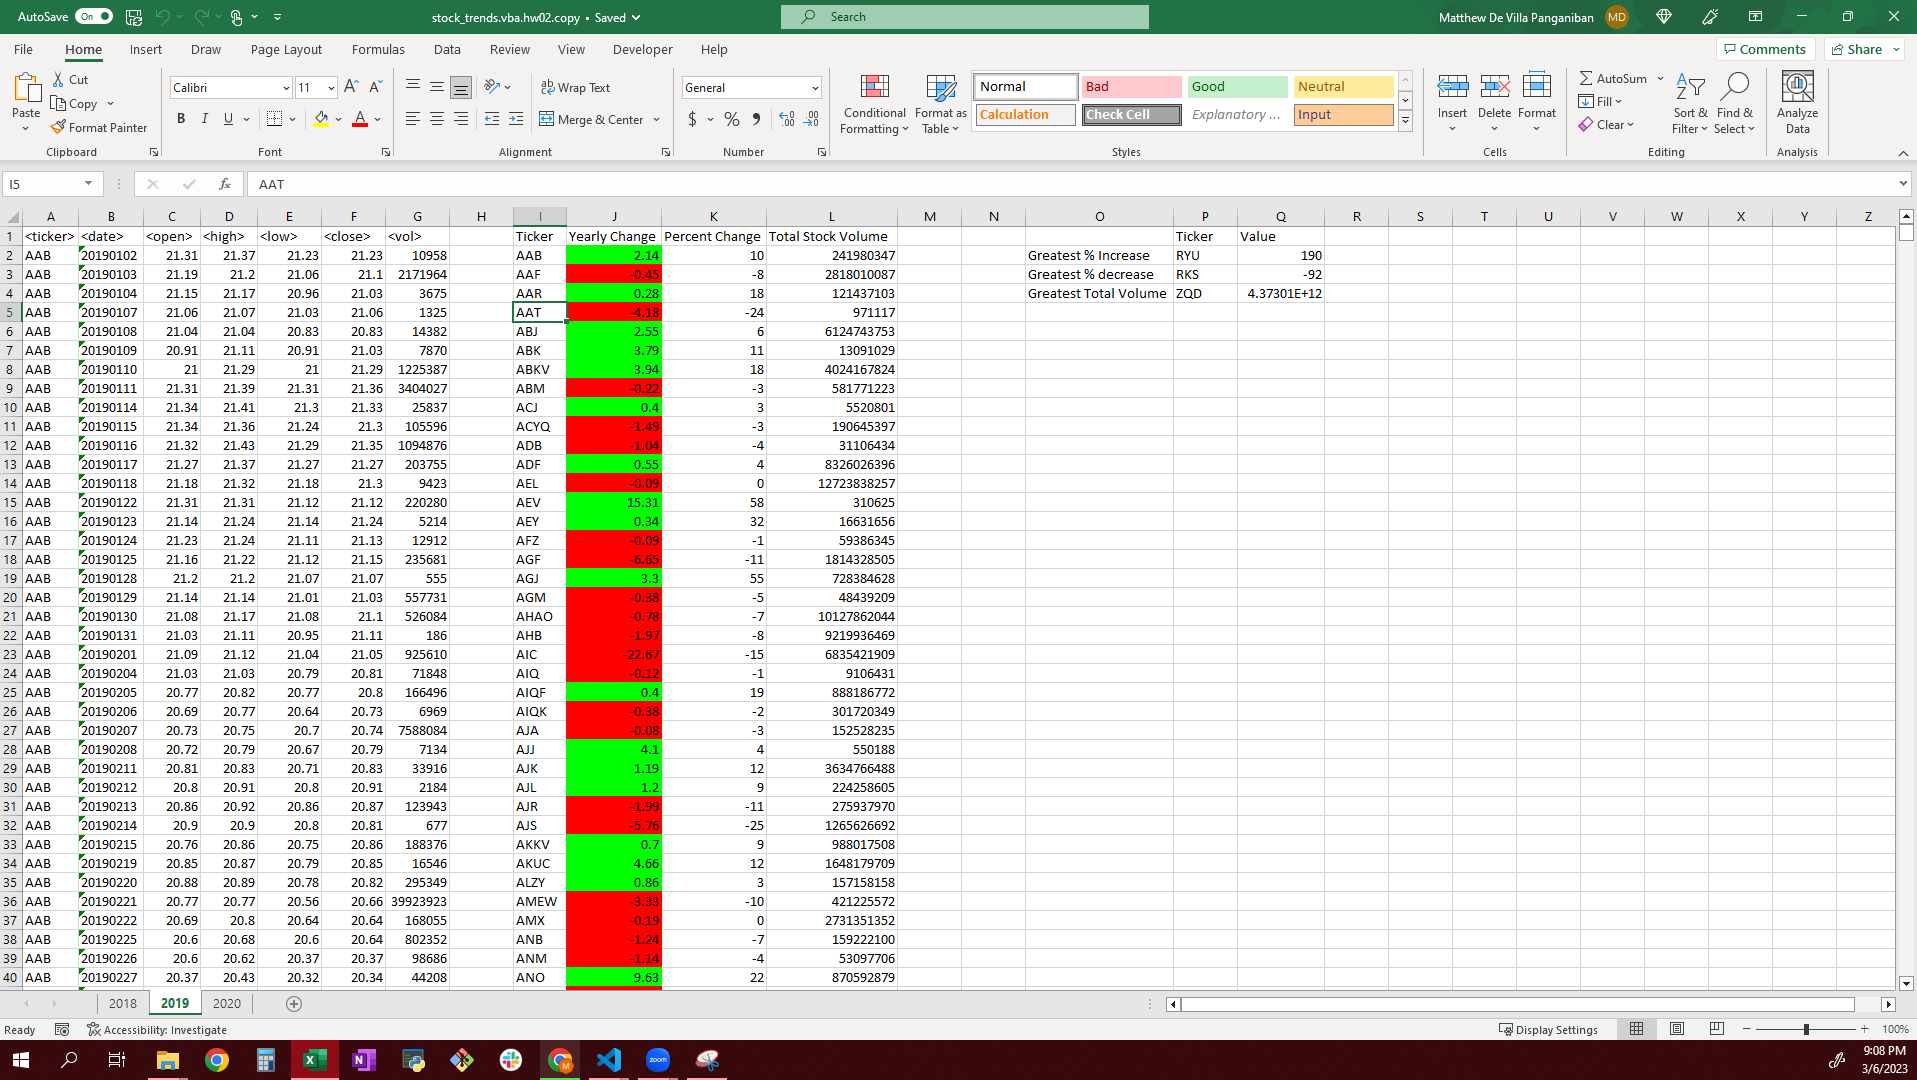 AutoSave On stock_trends.vba.hw02.copy • Saved Search Matthew De Villa Panganiban MD
File Home Insert Draw Page Layout Formulas Data Review View Developer Help Comments Share
Paste Cut Copy Format Painter Clipboard
Calibri 11 B I U A Font
Wrap Text Merge & Center Alignment
General $ % Number
Conditional Formatting Format as Table
Normal Bad Good Neutral
Calculation Check Cell Explanatory ... Input
Styles
Insert Delete Format Cells
AutoSum Fill Clear Sort & Filter Find & Select Editing
Analyze Data Analysis
I5 fx AAT
A B C D E F G H I J K L M N O P Q R S T U V W X Y Z
1 <ticker> <date> <open> <high> <low> <close> <vol> Ticker Yearly Change Percent Change Total Stock Volume Ticker Value
2 AAB 20190102 21.31 21.37 21.23 21.23 10958 AAB 2.14 10 241980347 Greatest % Increase RYU 190
3 AAB 20190103 21.19 21.2 21.06 21.1 2171964 AAF -0.45 -8 2818010087 Greatest % decrease RKS -92
4 AAB 20190104 21.15 21.17 20.96 21.03 3675 AAR 0.28 18 121437103 Greatest Total Volume ZQD 4.37301E+12
5 AAB 20190107 21.06 21.07 21.03 21.06 1325 AAT -4.18 -24 971117
6 AAB 20190108 21.04 21.04 20.83 20.83 14382 ABJ 2.55 6 6124743753
7 AAB 20190109 20.91 21.11 20.91 21.03 7870 ABK 3.79 11 13091029
8 AAB 20190110 21 21.29 21 21.29 1225387 ABKV 3.94 18 4024167824
9 AAB 20190111 21.31 21.39 21.31 21.36 3404027 ABM -0.22 -3 581771223
10 AAB 20190114 21.34 21.41 21.3 21.33 25837 ACJ 0.4 3 5520801
11 AAB 20190115 21.34 21.36 21.24 21.3 105596 ACYQ -1.49 -3 190645397
12 AAB 20190116 21.32 21.43 21.29 21.35 1094876 ADB -1.04 -4 31106434
13 AAB 20190117 21.27 21.37 21.27 21.27 203755 ADF 0.55 4 8326026396
14 AAB 20190118 21.18 21.32 21.18 21.3 9423 AEL -0.09 0 12723838257
15 AAB 20190122 21.31 21.31 21.12 21.12 220280 AEV 15.31 58 310625
16 AAB 20190123 21.14 21.24 21.14 21.24 5214 AEY 0.34 32 16631656
17 AAB 20190124 21.23 21.24 21.11 21.13 12912 AFZ -0.09 -1 59386345
18 AAB 20190125 21.16 21.22 21.12 21.15 235681 AGF -6.65 -11 1814328505
19 AAB 20190128 21.2 21.2 21.07 21.07 555 AGJ 3.3 55 728384628
20 AAB 20190129 21.14 21.14 21.01 21.03 557731 AGM -0.38 -5 48439209
21 AAB 20190130 21.08 21.17 21.08 21.1 526084 AHAO -0.78 -7 10127862044
22 AAB 20190131 21.03 21.11 20.95 21.11 186 AHB -1.97 -8 9219936469
23 AAB 20190201 21.09 21.12 21.04 21.05 925610 AIC -22.67 -15 6835421909
24 AAB 20190204 21.03 21.03 20.79 20.81 71848 AIQ -0.12 -1 9106431
25 AAB 20190205 20.77 20.82 20.77 20.8 166496 AIQF 0.4 19 888186772
26 AAB 20190206 20.69 20.77 20.64 20.73 6969 AIQK -0.38 -2 301720349
27 AAB 20190207 20.73 20.75 20.7 20.74 7588084 AJA -0.08 -3 152528235
28 AAB 20190208 20.72 20.79 20.67 20.79 7134 AJJ 4.1 4 550188
29 AAB 20190211 20.81 20.83 20.71 20.83 33916 AJK 1.19 12 3634766488
30 AAB 20190212 20.8 20.91 20.8 20.91 2184 AJL 1.2 9 224258605
31 AAB 20190213 20.86 20.92 20.86 20.87 123943 AJR -1.99 -11 275937970
32 AAB 20190214 20.9 20.9 20.8 20.81 677 AJS -5.76 -25 1265626692
33 AAB 20190215 20.76 20.86 20.75 20.86 188376 AKKV 0.7 9 988017508
34 AAB 20190219 20.85 20.87 20.79 20.85 16546 AKUC 4.66 12 1648179709
35 AAB 20190220 20.88 20.89 20.78 20.82 295349 ALZY 0.86 3 157158158
36 AAB 20190221 20.77 20.77 20.56 20.66 39923923 AMEW -3.33 -10 421225572
37 AAB 20190222 20.69 20.8 20.64 20.64 168055 AMX -0.19 0 2731351352
38 AAB 20190225 20.6 20.68 20.6 20.64 802352 ANB -1.24 -7 159222100
39 AAB 20190226 20.6 20.62 20.37 20.37 98686 ANM -1.14 -4 53097706
40 AAB 20190227 20.37 20.43 20.32 20.34 44208 ANO 9.63 22 870592879
2018 2019 2020
Ready Accessibility: Investigate Display Settings 100%
zoom
9:08 PM
3/6/2023